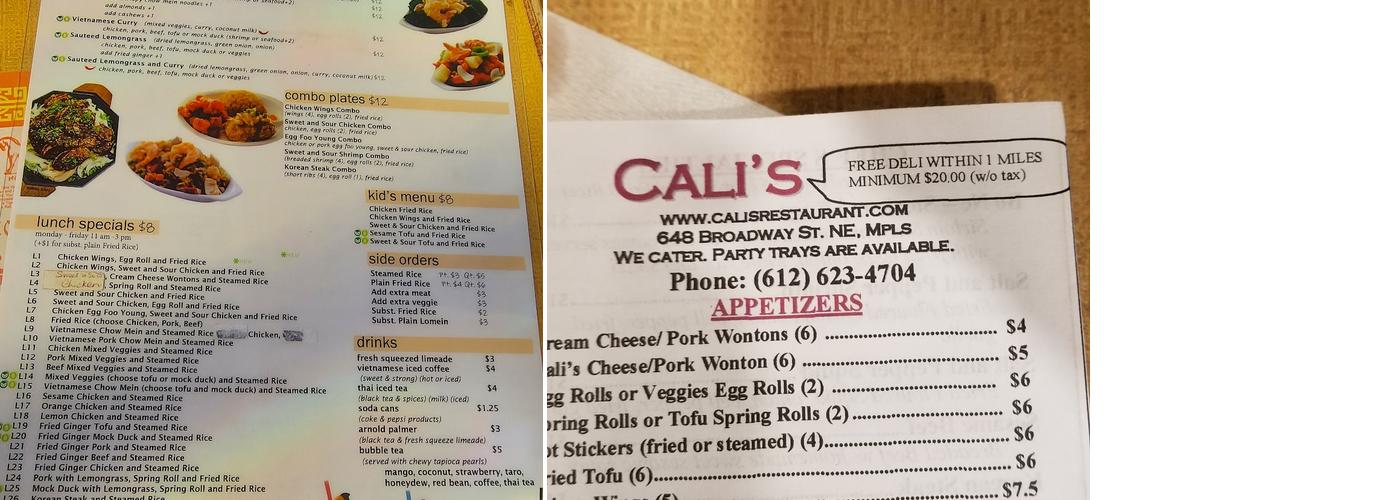 add almonds +1
add cashews +1
Vietnamese Curry (mixed veggies, curry, coconut milk)
chicken, pork, beef, tofu or mock duck (shrimp or seafood+2) $12
Sauteed Lemongrass (dried lemongrass, green onion, onion)
chicken, pork, beef, tofu, mock duck or veggies $12
add fried ginger +1
Sauteed Lemongrass and Curry (dried lemongrass, green onion, onion, curry, coconut milk) $12
chicken, pork, beef, tofu, mock duck or veggies
combo plates $12
Chicken Wings Combo
(wings (4), egg rolls (2), fried rice)
Sweet and Sour Chicken Combo
(chicken, egg rolls (2), fried rice)
Egg Foo Young Combo
(chicken or pork egg foo young, sweet & sour chicken, fried rice)
Sweet and Sour Shrimp Combo
(breaded shrimp (4), egg rolls (2), fried rice)
Korean Steak Combo
(short ribs (4), egg roll (1), fried rice)
kid's menu $8
Chicken Fried Rice
Chicken Wings and Fried Rice
Sweet & Sour Chicken and Fried Rice
Sesame Tofu and Fried Rice
Sweet & Sour Tofu and Fried Rice
side orders
Steamed Rice Pt. $3 Qt. $5
Plain Fried Rice Pt. $4 Qt. $6
Add extra meat $3
Add extra veggie $3
Subst. Fried Rice $2
Subst. Plain Lomein $3
drinks
fresh squeezed limeade $3
vietnamese iced coffee $4
(sweet & strong) (hot or iced)
thai iced tea $4
(black tea & spices) (milk) (iced)
soda cans $1.25
(coke & pepsi products)
arnold palmer $3
(black tea & fresh squeeze limeade)
bubble tea $5
(served with chewy tapioca pearls)
mango, coconut, strawberry, taro,
honeydew, red bean, coffee, thai tea
lunch specials $8
monday - friday 11 am - 3 pm
(+$1 for subst. plain Fried Rice)
L1 Chicken Wings, Egg Roll and Fried Rice
L2 Chicken Wings, Sweet and Sour Chicken and Fried Rice
L3 Sweet n Sour, Cream Cheese Wontons and Steamed Rice
L4 Chicken, Spring Roll and Steamed Rice
L5 Sweet and Sour Chicken and Fried Rice
L6 Sweet and Sour Chicken, Egg Roll and Fried Rice
L7 Chicken Egg Foo Young, Sweet and Sour Chicken and Fried Rice
L8 Fried Rice (choose Chicken, Pork, Beef)
L9 Vietnamese Chow Mein and Steamed Rice Chicken,
L10 Vietnamese Pork Chow Mein and Steamed Rice
L11 Chicken Mixed Veggies and Steamed Rice
L12 Pork Mixed Veggies and Steamed Rice
L13 Beef Mixed Veggies and Steamed Rice
L14 Mixed Veggies (choose tofu or mock duck) and Steamed Rice
L15 Vietnamese Chow Mein (choose tofu and mock duck) and Steamed Rice
L16 Sesame Chicken and Steamed Rice
L17 Orange Chicken and Steamed Rice
L18 Lemon Chicken and Steamed Rice
L19 Fried Ginger Tofu and Steamed Rice
L20 Fried Ginger Mock Duck and Steamed Rice
L21 Fried Ginger Pork and Steamed Rice
L22 Fried Ginger Beef and Steamed Rice
L23 Fried Ginger Chicken and Steamed Rice
L24 Pork with Lemongrass, Spring Roll and Steamed Rice
L25 Mock Duck with Lemongrass, Spring Roll and Fried Rice
CALI'S
FREE DELI WITHIN 1 MILES
MINIMUM $20.00 (w/o tax)
WWW.CALISRESTAURANT.COM
648 BROADWAY ST. NE, MPLS
WE CATER. PARTY TRAYS ARE AVAILABLE.
Phone: (612) 623-4704
APPETIZERS
ream Cheese/ Pork Wontons (6) $4
ali's Cheese/Pork Wonton (6) $5
gg Rolls or Veggies Egg Rolls (2) $6
pring Rolls or Tofu Spring Rolls (2) $6
ot Stickers (fried or steamed) (4) $6
ried Tofu (6) $6
$7.5